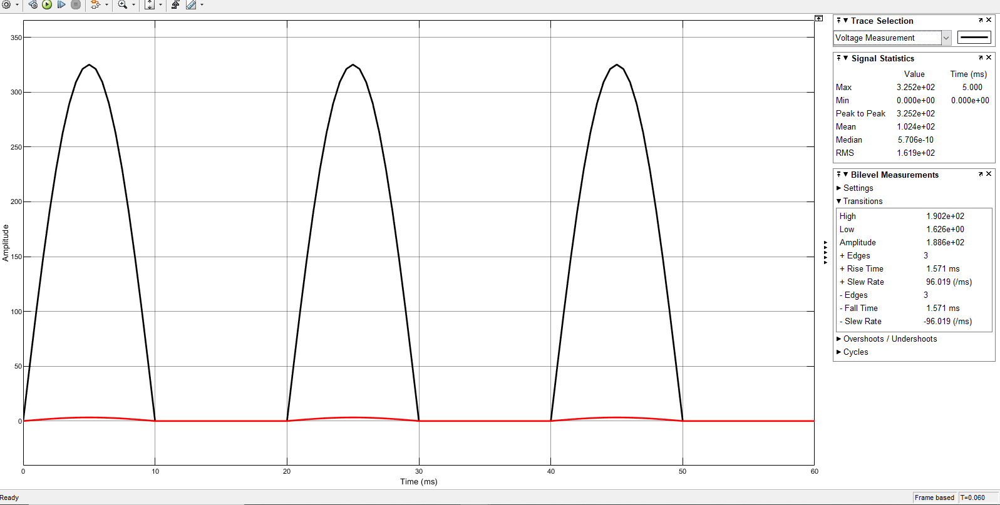 Trace Selection
Voltage Measurement
Signal Statistics
Value Time (ms)
Max 3.252e+02 5.000
Min 0.000e+00 0.000e+00
Peak to Peak 3.252e+02
Mean 1.024e+02
Median 5.706e-10
RMS 1.619e+02
Bilevel Measurements
Settings
Transitions
High 1.902e+02
Low 1.626e+00
Amplitude 1.886e+02
+ Edges 3
+ Rise Time 1.571 ms
+ Slew Rate 96.019 (/ms)
- Edges 3
- Fall Time 1.571 ms
- Slew Rate -96.019 (/ms)
Overshoots / Undershoots
Cycles
350
300
250
200
150
100
50
0
Amplitude
0 10 20 30 40 50 60
Time (ms)
Ready
Frame based T=0.060